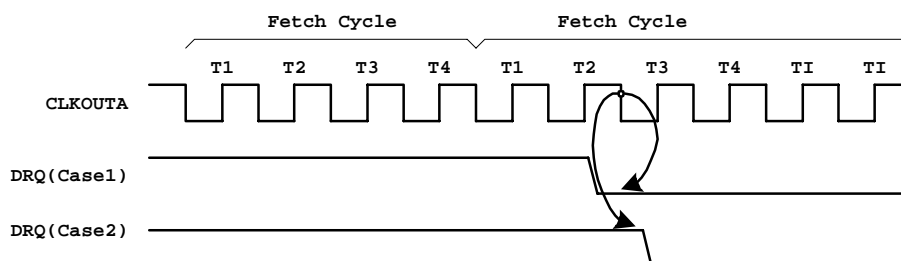 Fetch Cycle Fetch Cycle
T1 T2 T3 T4 T1 T2 T3 T4 TI TI
CLKOUTA
DRQ(Case1)
DRQ(Case2)